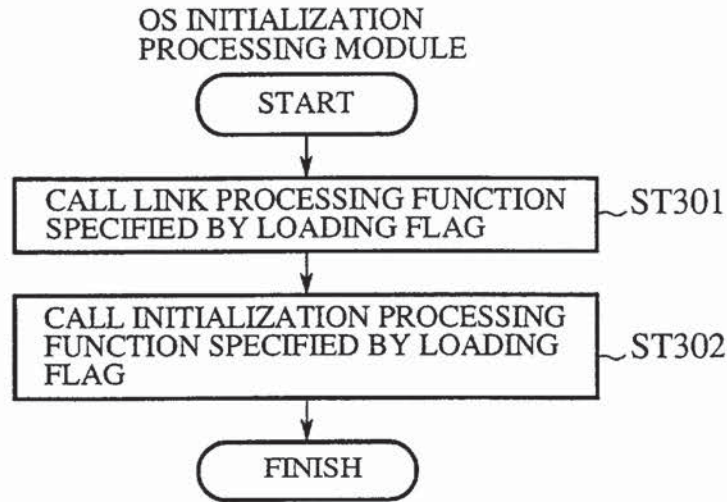 OS INITIALIZATION
PROCESSING MODULE
START
CALL LINK PROCESSING FUNCTION
SPECIFIED BY LOADING FLAG
ST301
CALL INITIALIZATION PROCESSING
FUNCTION SPECIFIED BY LOADING
FLAG
ST302
FINISH